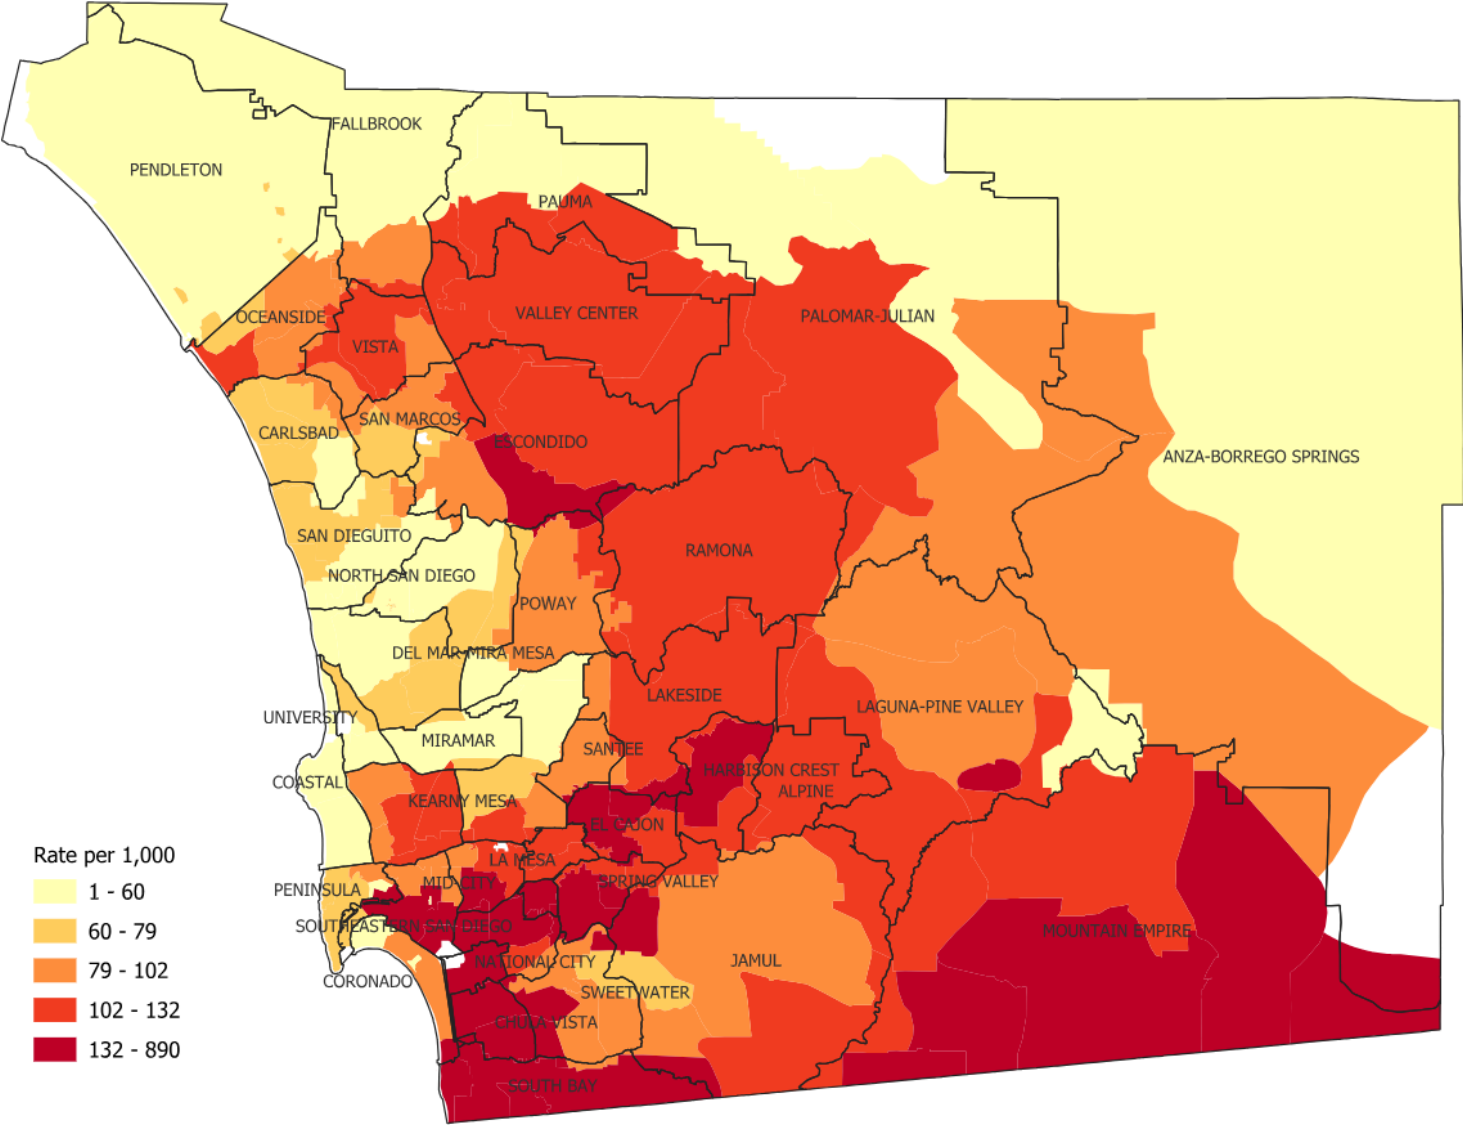 FALLBROOK
PENDLETON
PAUMA
OCEANSIDE
VALLEY CENTER
PALOMAR-JULIAN
VISTA
SAN MARCOS
CARLSBAD
ESCONDIDO
ANZA-BORREGO SPRINGS
SAN DIEGUITO
RAMONA
NORTH SAN DIEGO
POWAY
DEL MAR-MIRA MESA
LAKESIDE
LAGUNA-PINE VALLEY
UNIVERSITY
MIRAMAR
SANTEE
HARBISON CREST
ALPINE
COASTAL
KEARNY MESA
EL CAJON
LA MESA
PENINSULA
MID-CITY
SPRING VALLEY
SOUTHEASTERN SAN DIEGO
MOUNTAIN EMPIRE
NATIONAL CITY
JAMUL
CORONADO
SWEETWATER
CHULA VISTA
SOUTH BAY
Rate per 1,000
1 - 60
60 - 79
79 - 102
102 - 132
132 - 890